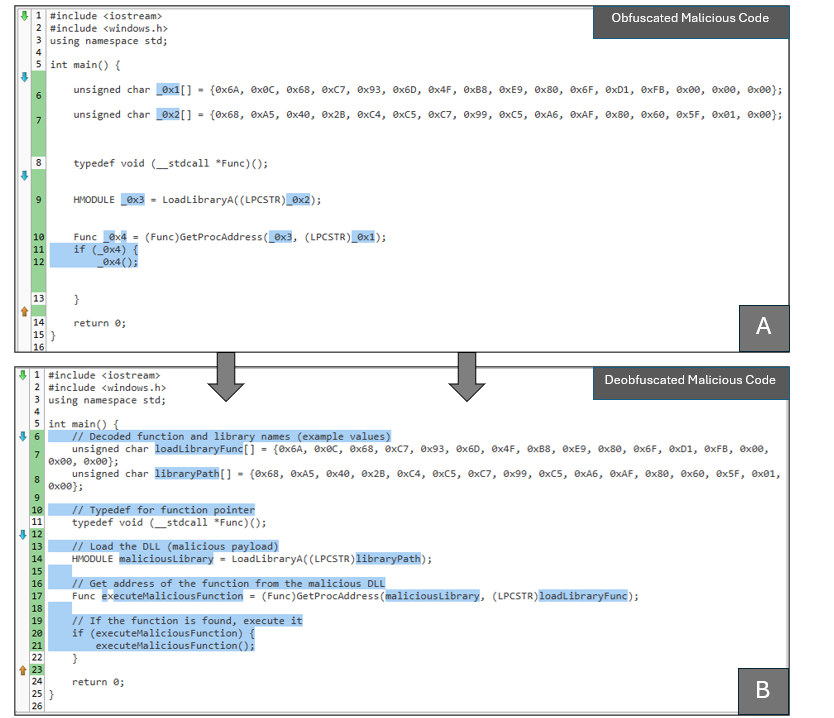 Obfuscated Malicious Code
1 #include <iostream>
2 #include <windows.h>
3 using namespace std;
4
5 int main() {
6 unsigned char _0x1[] = {0x6A, 0x0C, 0x68, 0xC7, 0x93, 0x6D, 0x4F, 0xB8, 0xE9, 0x80, 0x6F, 0xD1, 0xFB, 0x00, 0x00, 0x00};
7 unsigned char _0x2[] = {0x68, 0xA5, 0x40, 0x2B, 0xC4, 0xC5, 0xC7, 0x99, 0xC5, 0xA6, 0xAF, 0x80, 0x60, 0x5F, 0x01, 0x00};
8 typedef void (__stdcall *Func)();
9 HMODULE _0x3 = LoadLibraryA((LPCSTR)_0x2);
10 Func _0x4 = (Func)GetProcAddress(_0x3, (LPCSTR)_0x1);
11 if (_0x4) {
12 _0x4();
13 }
14 return 0;
15 }
16
A
Deobfuscated Malicious Code
1 #include <iostream>
2 #include <windows.h>
3 using namespace std;
4
5 int main() {
6 // Decoded function and library names (example values)
7 unsigned char loadLibraryFunc[] = {0x6A, 0x0C, 0x68, 0xC7, 0x93, 0x6D, 0x4F, 0xB8, 0xE9, 0x80, 0x6F, 0xD1, 0xFB, 0x00,
0x00, 0x00};
8 unsigned char libraryPath[] = {0x68, 0xA5, 0x40, 0x2B, 0xC4, 0xC5, 0xC7, 0x99, 0xC5, 0xA6, 0xAF, 0x80, 0x60, 0x5F, 0x01,
0x00};
9
10 // Typedef for function pointer
11 typedef void (__stdcall *Func)();
12
13 // Load the DLL (malicious payload)
14 HMODULE maliciousLibrary = LoadLibraryA((LPCSTR)libraryPath);
15
16 // Get address of the function from the malicious DLL
17 Func executeMaliciousFunction = (Func)GetProcAddress(maliciousLibrary, (LPCSTR)loadLibraryFunc);
18
19 // If the function is found, execute it
20 if (executeMaliciousFunction) {
21 executeMaliciousFunction();
22 }
23
24 return 0;
25 }
26
B